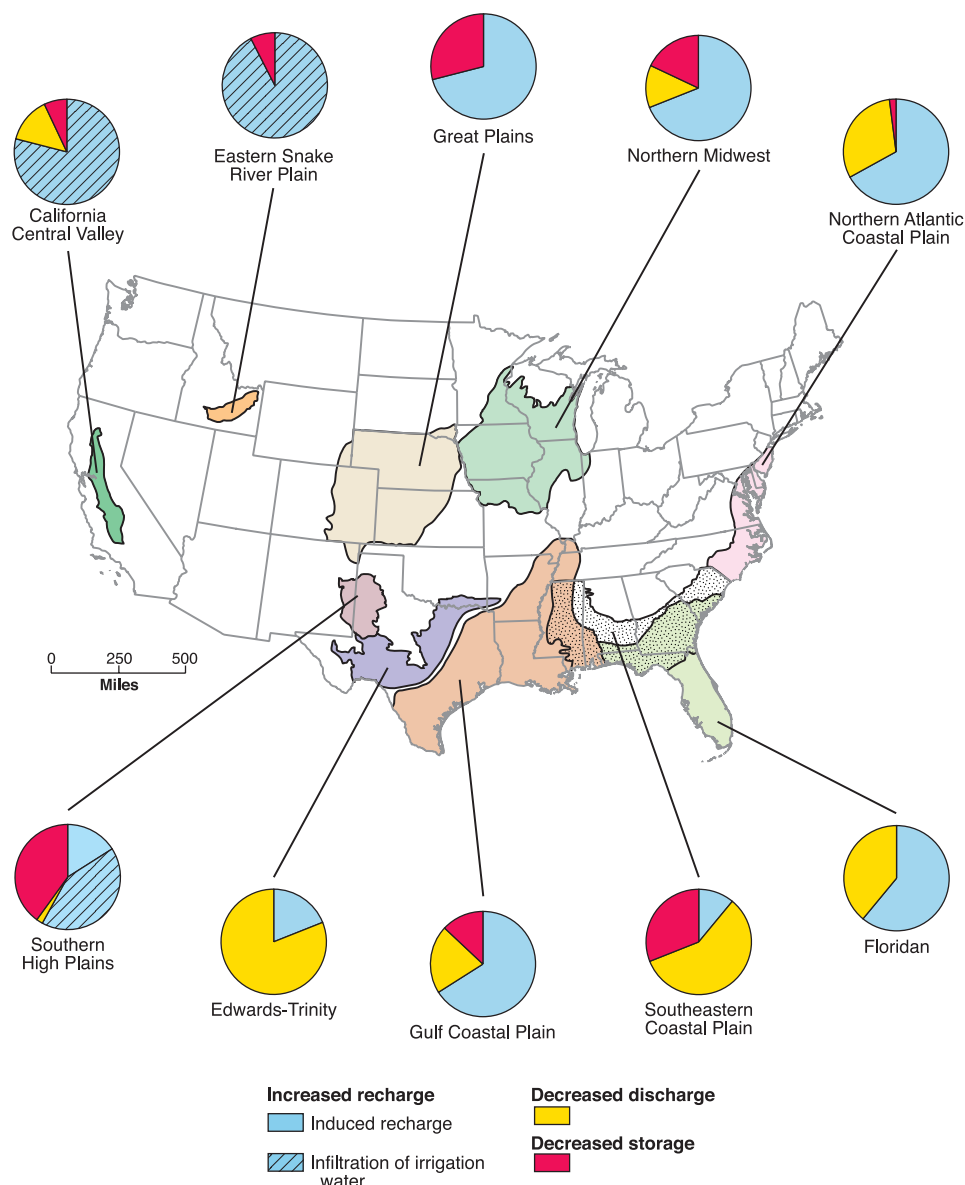 Great Plains
Northern Midwest
Eastern Snake
River Plain
California
Central Valley
Northern Atlantic
Coastal Plain
0 250 500
Miles
Southern
High Plains
Edwards-Trinity
Gulf Coastal Plain
Southeastern
Coastal Plain
Floridan
Increased recharge
Induced recharge
Infiltration of irrigation
water
Decreased discharge
Decreased storage